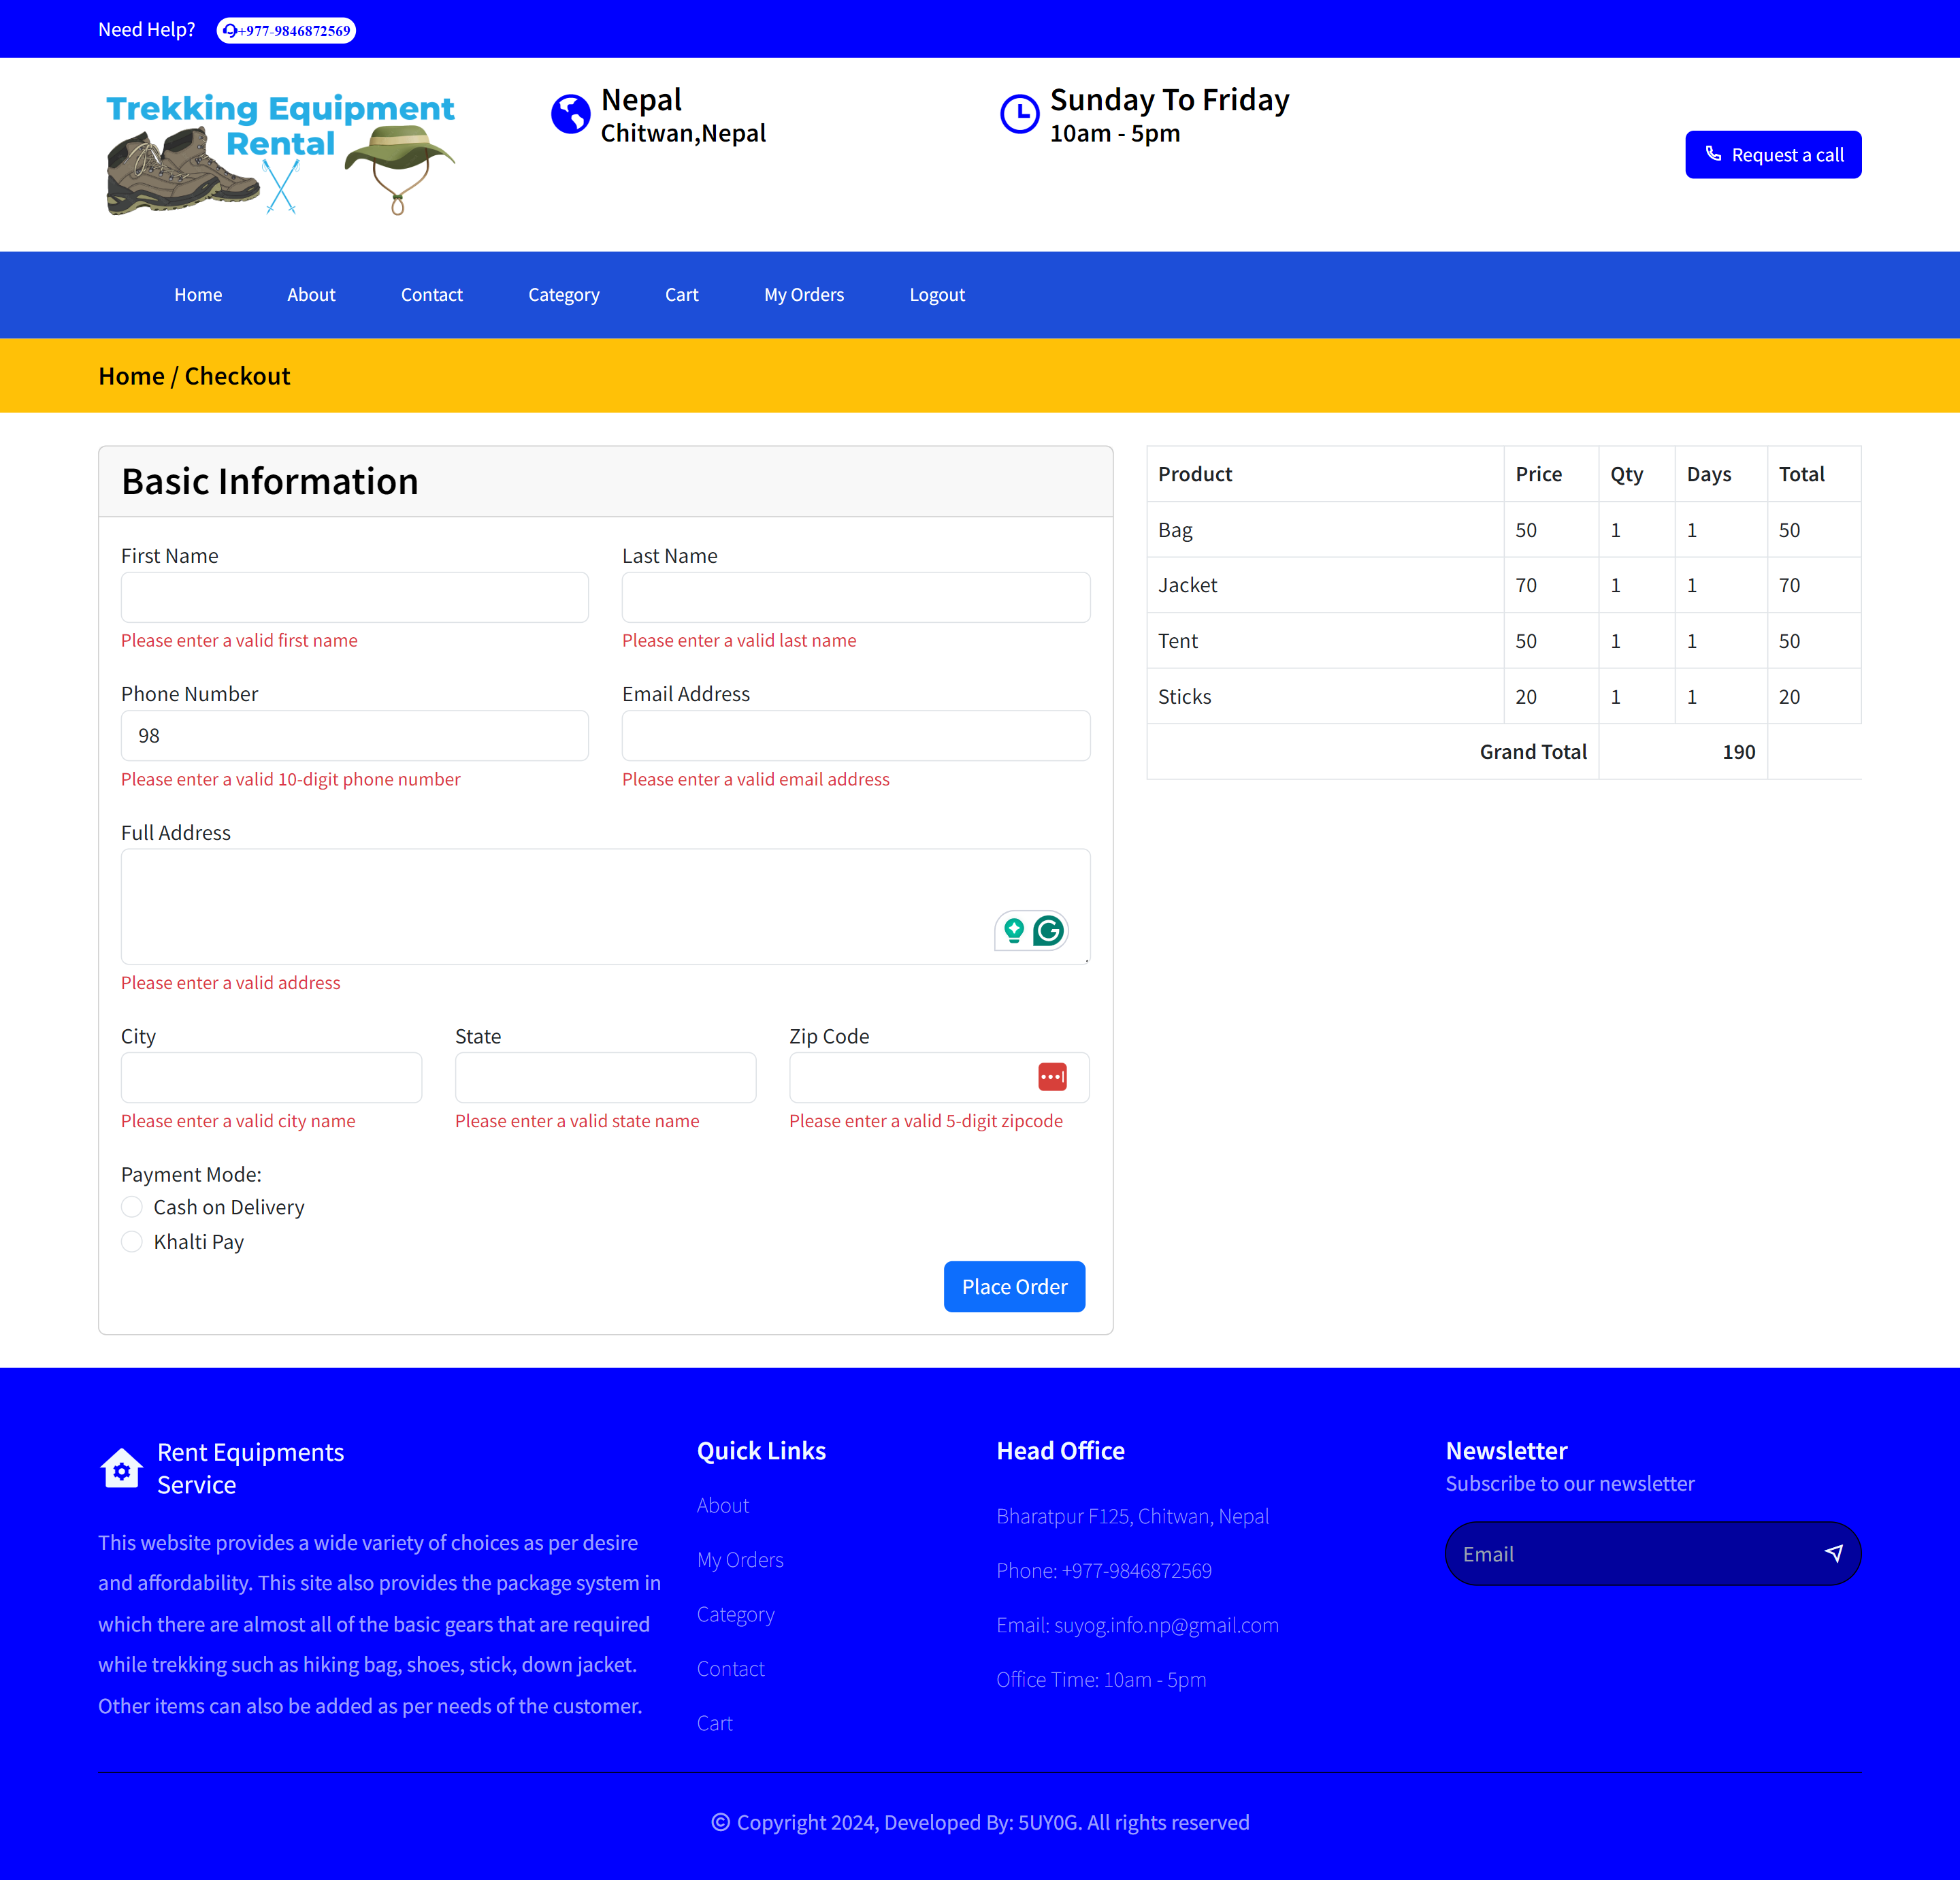 Need Help? +977-9846872569
Trekking Equipment
Rental
Nepal
Chitwan,Nepal
Sunday To Friday
10am - 5pm
Request a call
Home About Contact Category Cart My Orders Logout
Home / Checkout
Basic Information
First Name Last Name
Please enter a valid first name Please enter a valid last name
Phone Number Email Address
98
Please enter a valid 10-digit phone number Please enter a valid email address
Full Address
Please enter a valid address
City State Zip Code
Please enter a valid city name Please enter a valid state name Please enter a valid 5-digit zipcode
Payment Mode:
Cash on Delivery
Khalti Pay
Place Order
Product Price Qty Days Total
Bag 50 1 1 50
Jacket 70 1 1 70
Tent 50 1 1 50
Sticks 20 1 1 20
Grand Total 190
Rent Equipments
Service
This website provides a wide variety of choices as per desire
and affordability. This site also provides the package system in
which there are almost all of the basic gears that are required
while trekking such as hiking bag, shoes, stick, down jacket.
Other items can also be added as per needs of the customer.
Quick Links
About
My Orders
Category
Contact
Cart
Head Office
Bharatpur F125, Chitwan, Nepal
Phone: +977-9846872569
Email: suyog.info.np@gmail.com
Office Time: 10am - 5pm
Newsletter
Subscribe to our newsletter
Email
© Copyright 2024, Developed By: 5UY0G. All rights reserved